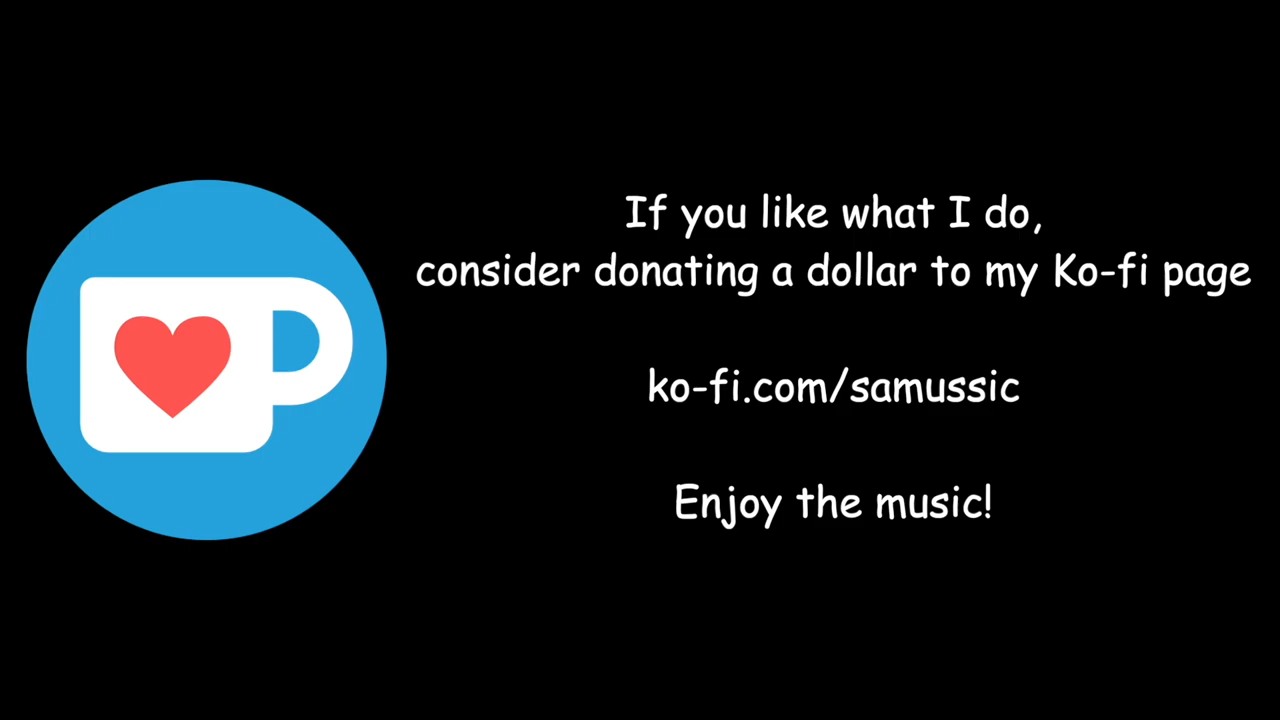 If you like what I do,
consider donating a dollar to my Ko-fi page
ko-fi.com/samussic
Enjoy the music!